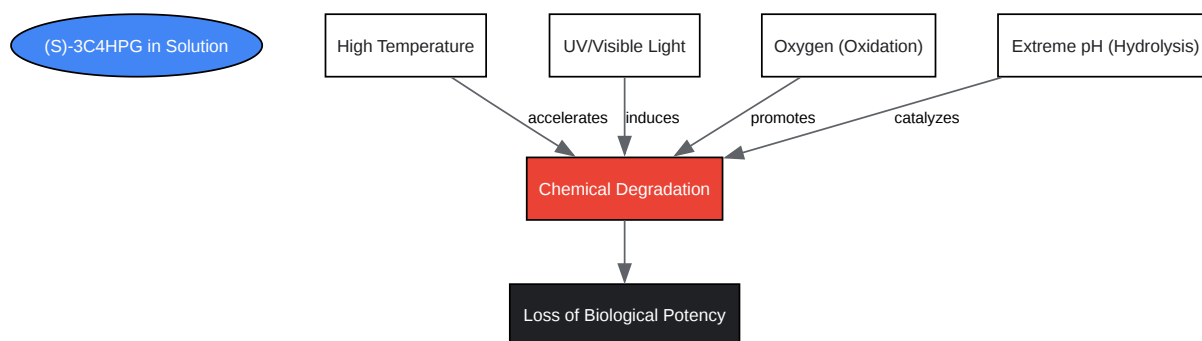 (S)-3C4HPG in Solution
High Temperature
UV/Visible Light
Oxygen (Oxidation)
Extreme pH (Hydrolysis)
accelerates
induces
promotes
catalyzes
Chemical Degradation
Loss of Biological Potency